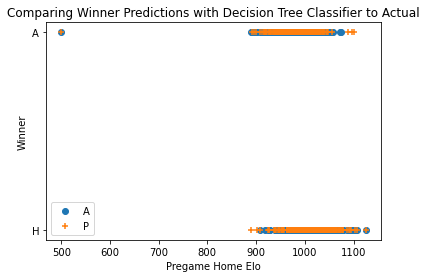 Comparing Winner Predictions with Decision Tree Classifier to Actual
A
Winner
H
A
P
500 600 700 800 900 1000 1100
Pregame Home Elo